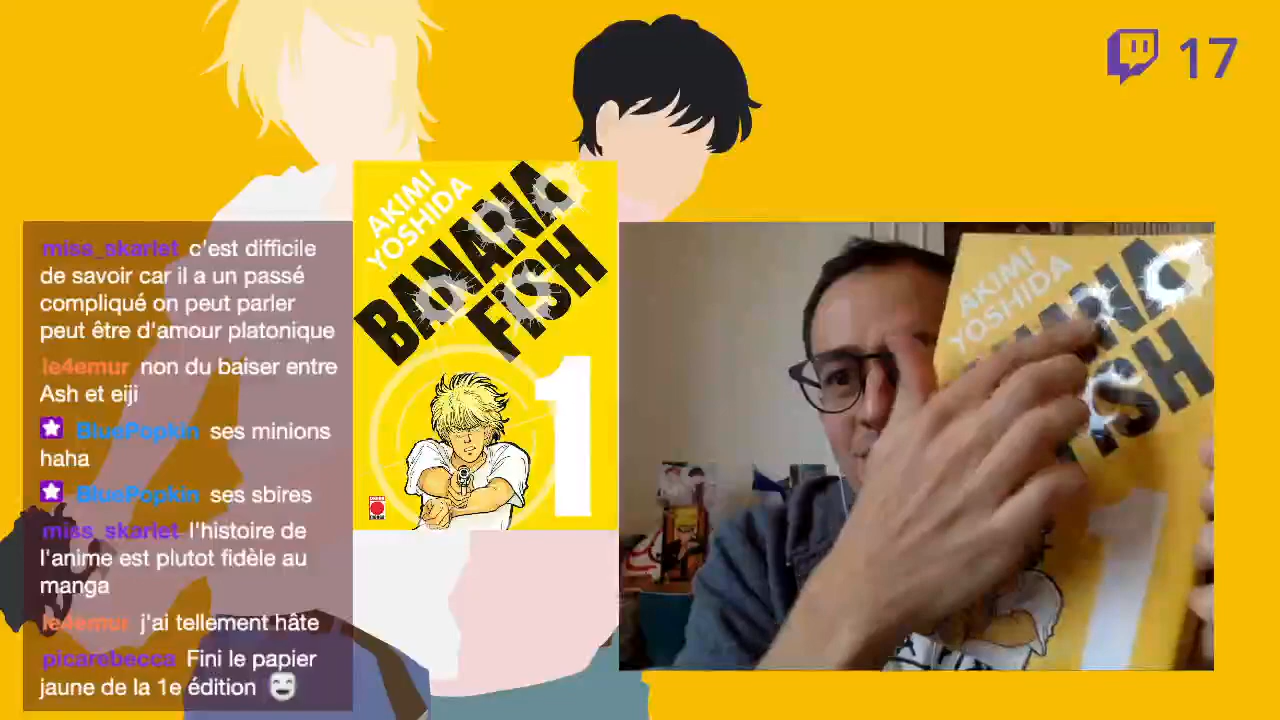 17
miss_skarlet c'est difficile
de savoir car il a un passé
compliqué on peut parler
peut être d'amour platonique
le4emur non du baiser entre
Ash et eiji
BluePopkin ses minions
haha
BluePopkin ses sbires
miss_skarlet l'histoire de
l'anime est plutot fidèle au
manga
le4emur j'ai tellement hâte
picarebecca Fini le papier
jaune de la 1e édition
AKIMI
YOSHIDA
BANANA
FISH
1
AKIMI
YOSHIDA
1